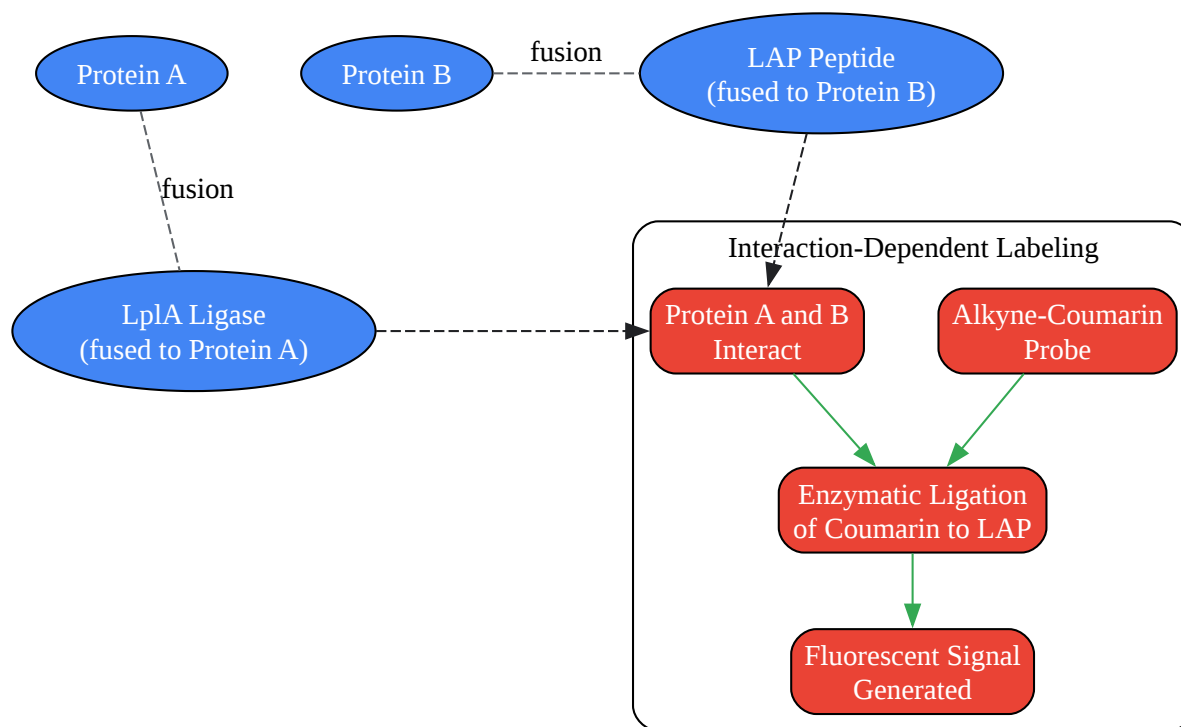 Protein A
Protein B
fusion
LAP Peptide
(fused to Protein B)
fusion
Interaction-Dependent Labeling
LplA Ligase
(fused to Protein A)
Protein A and B
Interact
Alkyne-Coumarin
Probe
Enzymatic Ligation
of Coumarin to LAP
Fluorescent Signal
Generated